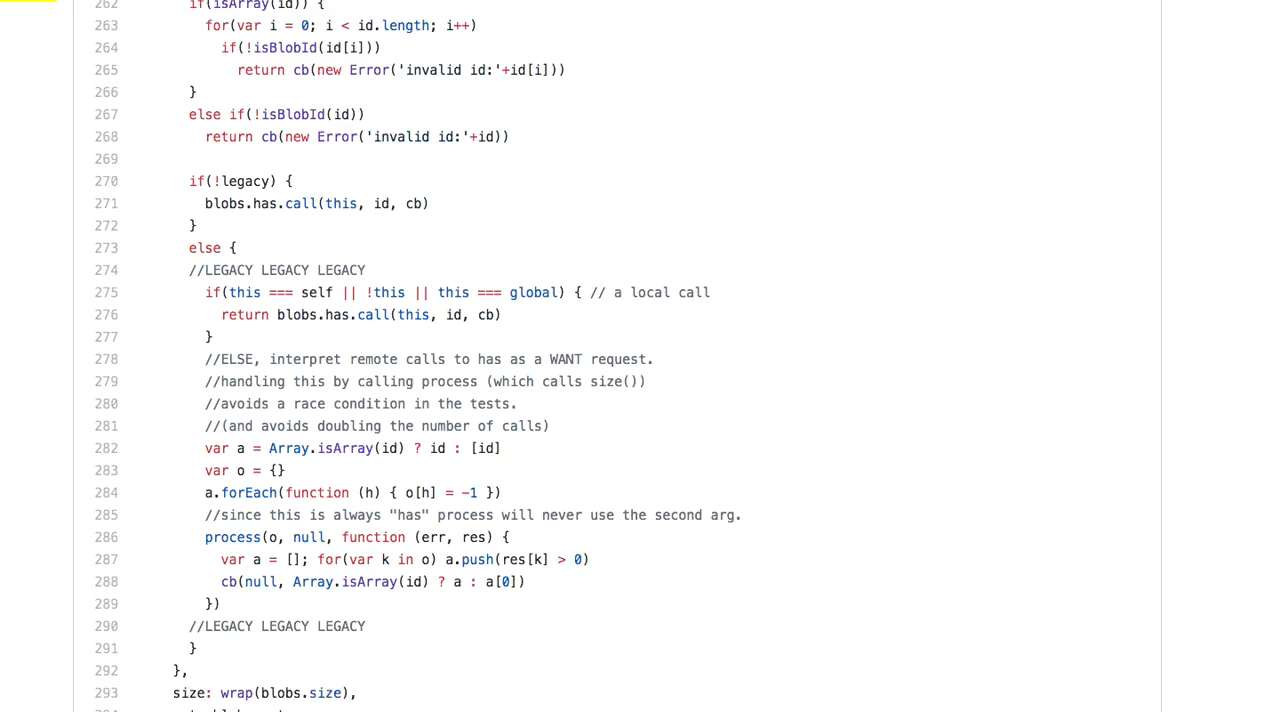 262 if(isArray(id)) {
263 for(var i = 0; i < id.length; i++)
264 if(!isBlobId(id[i]))
265 return cb(new Error('invalid id:'+id[i]))
266 }
267 else if(!isBlobId(id))
268 return cb(new Error('invalid id:'+id))
269
270 if(!legacy) {
271 blobs.has.call(this, id, cb)
272 }
273 else {
274 //LEGACY LEGACY LEGACY
275 if(this === self || !this || this === global) { // a local call
276 return blobs.has.call(this, id, cb)
277 }
278 //ELSE, interpret remote calls to has as a WANT request.
279 //handling this by calling process (which calls size())
280 //avoids a race condition in the tests.
281 //(and avoids doubling the number of calls)
282 var a = Array.isArray(id) ? id : [id]
283 var o = {}
284 a.forEach(function (h) { o[h] = -1 })
285 //since this is always "has" process will never use the second arg.
286 process(o, null, function (err, res) {
287 var a = []; for(var k in o) a.push(res[k] > 0)
288 cb(null, Array.isArray(id) ? a : a[0])
289 })
290 //LEGACY LEGACY LEGACY
291 }
292 },
293 size: wrap(blobs.size),